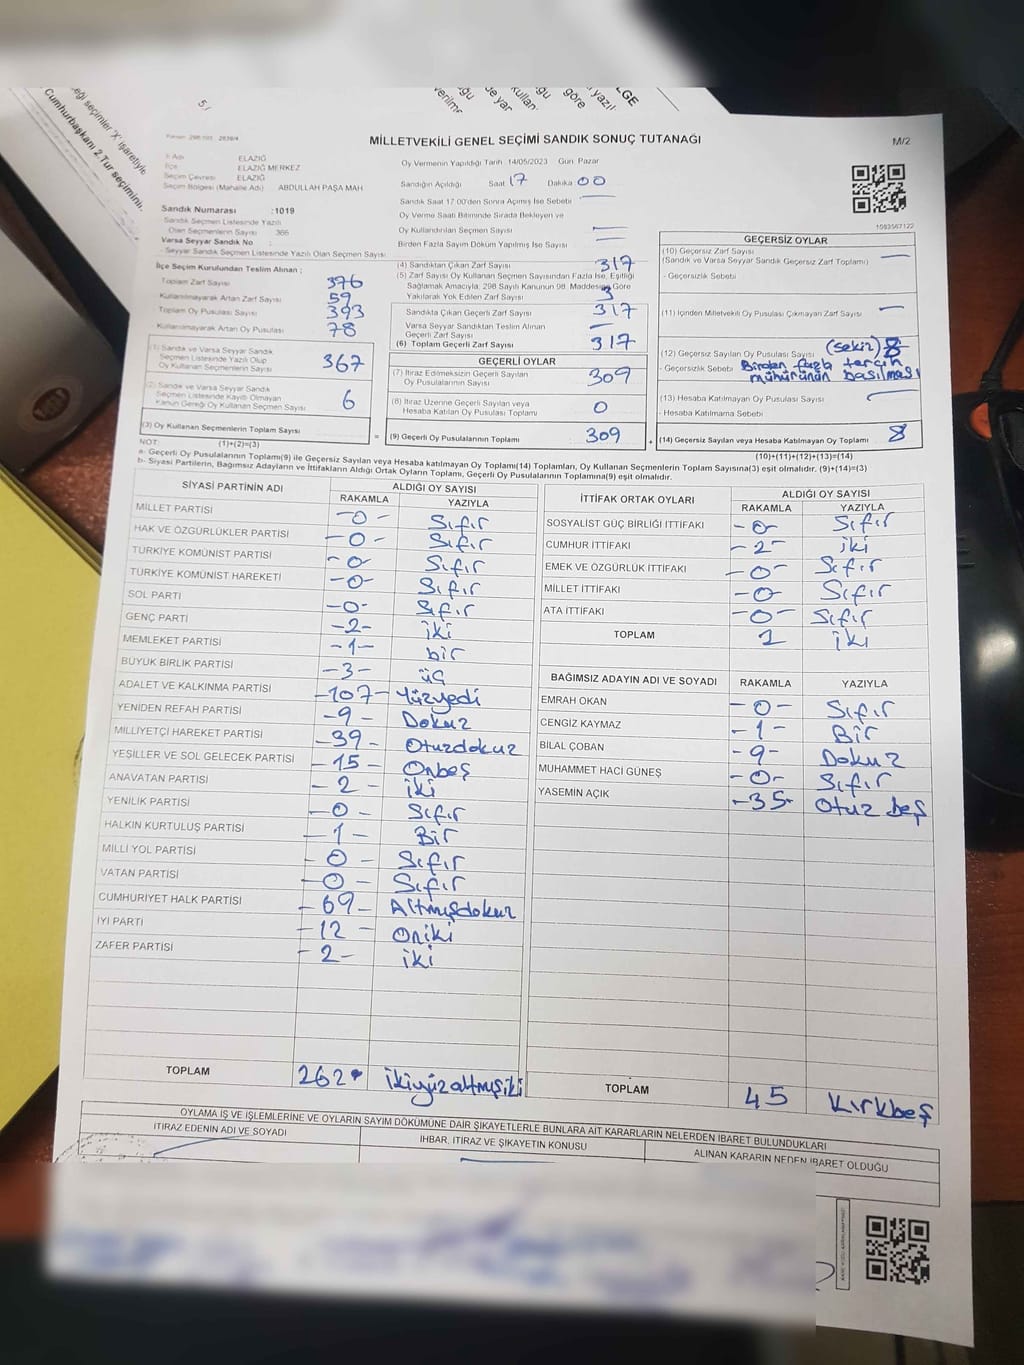 5/
eği seçimler 'X' işaretiyle
Cumhurbaşkanı 2.Tur seçiminin
verilme
göre
LGE
MİLLETVEKİLİ GENEL SEÇİMİ SANDIK SONUÇ TUTANAĞI
M/2
İl Adı ELAZIĞ
İlçe ELAZIĞ MERKEZ
Seçim Çevresi ELAZIĞ
Seçim Bölgesi (Mahalle Adı) ABDULLAH PAŞA MAH
Sandık Numarası : 1019
Sandık Seçmen Listesinde Yazılı
Olan Seçmenlerin Sayısı 366
Varsa Seyyar Sandık No
- Seyyar Sandık Seçmen Listesinde Yazılı Olan Seçmen Sayısı
Oy Vermenin Yapıldığı Tarih 14/05/2023 Gün Pazar
Sandığın Açıldığı Saat 17 Dakika 00
Sandık Saat 17.00'den Sonra Açılmış İse Sebebi
Oy Verme Saati Bitiminde Sırada Bekleyen ve
Oy Kullandırılan Seçmen Sayısı
Birden Fazla Sayım Döküm Yapılmış İse Sayısı
İlçe Seçim Kurulundan Teslim Alınan ;
Toplam Zarf Sayısı 376
Kullanılmayarak Artan Zarf Sayısı 59
Toplam Oy Pusulası Sayısı 393
Kullanılmayarak Artan Oy Pusulası 78
(1) Sandık ve Varsa Seyyar Sandık
Seçmen Listesinde Yazılı Olup
Oy Kullanan Seçmenlerin Sayısı 367
(2) Sandık ve Varsa Seyyar Sandık
Seçmen Listesinde Kayıtlı Olmayan
Kanun Gereği Oy Kullanan Seçmen Sayısı 6
(3) Oy Kullanan Seçmenlerin Toplam Sayısı
(1)+(2)=(3)
(4) Sandıktan Çıkan Zarf Sayısı 317
(5) Zarf Sayısı Oy Kullanan Seçmen Sayısından Fazla İse, Eşitliği
Sağlamak Amacıyla, 298 Sayılı Kanunun 98. Maddesine Göre
Yakılarak Yok Edilen Zarf Sayısı 3
Sandıkta Çıkan Geçerli Zarf Sayısı 317
Varsa Seyyar Sandıktan Teslim Alınan
Geçerli Zarf Sayısı
(6) Toplam Geçerli Zarf Sayısı 317
GEÇERLİ OYLAR
(7) İtiraz Edilmeksizin Geçerli Sayılan
Oy Pusulalarının Sayısı 309
(8) İtiraz Üzerine Geçerli Sayılan veya
Hesaba Katılan Oy Pusulası Toplamı 0
= (9) Geçerli Oy Pusulalarının Toplamı 309
1083567122
GEÇERSİZ OYLAR
(10) Geçersiz Zarf Sayısı
(Sandık ve Varsa Seyyar Sandık Geçersiz Zarf Toplamı)
- Geçersizlik Sebebi
(11) İçinden Milletvekili Oy Pusulası Çıkmayan Zarf Sayısı
(12) Geçersiz Sayılan Oy Pusulası Sayısı (sekiz) 8
- Geçersizlik Sebebi Birden fazla tercih
mühürünün basılması
(13) Hesaba Katılmayan Oy Pusulası Sayısı
- Hesaba Katılmama Sebebi
+ (14) Geçersiz Sayılan veya Hesaba Katılmayan Oy Toplamı 8
(10)+(11)+(12)+(13)=(14)
NOT:
a- Geçerli Oy Pusulalarının Toplamı(9) ile Geçersiz Sayılan veya Hesaba katılmayan Oy Toplamı(14) Toplamları, Oy Kullanan Seçmenlerin Toplam Sayısına(3) eşit olmalıdır. (9)+(14)=(3)
b- Siyasi Partilerin, Bağımsız Adayların ve İttifakların Aldığı Ortak Oyların Toplamı, Geçerli Oy Pusulalarının Toplamına(9) eşit olmalıdır.
SİYASİ PARTİNİN ADI ALDIĞI OY SAYISI
RAKAMLA YAZIYLA
MİLLET PARTİSİ -0- Sıfır
HAK VE ÖZGÜRLÜKLER PARTİSİ -0- Sıfır
TÜRKİYE KOMÜNİST PARTİSİ -0- Sıfır
TÜRKİYE KOMÜNİST HAREKETİ -0- Sıfır
SOL PARTİ -0- Sıfır
GENÇ PARTİ -2- iki
MEMLEKET PARTİSİ -1- bir
BÜYÜK BİRLİK PARTİSİ -3- üç
ADALET VE KALKINMA PARTİSİ -107- Yüzyedi
YENİDEN REFAH PARTİSİ -9- Dokuz
MİLLİYETÇİ HAREKET PARTİSİ -39- Otuzdokuz
YEŞİLLER VE SOL GELECEK PARTİSİ -15- Onbeş
ANAVATAN PARTİSİ -2- iki
YENİLİK PARTİSİ -0- Sıfır
HALKIN KURTULUŞ PARTİSİ -1- Bir
MİLLİ YOL PARTİSİ -0- Sıfır
VATAN PARTİSİ -0- Sıfır
CUMHURİYET HALK PARTİSİ -69- Altmışdokuz
İYİ PARTİ -12- Oniki
ZAFER PARTİSİ -2- iki
TOPLAM 262 ikiyüzaltmışiki
İTTİFAK ORTAK OYLARI ALDIĞI OY SAYISI
RAKAMLA YAZIYLA
SOSYALİST GÜÇ BİRLİĞİ İTTİFAKI -0- Sıfır
CUMHUR İTTİFAKI -2- iki
EMEK VE ÖZGÜRLÜK İTTİFAKI -0- Sıfır
MİLLET İTTİFAKI -0- Sıfır
ATA İTTİFAKI -0- Sıfır
TOPLAM 2 iki
BAĞIMSIZ ADAYIN ADI VE SOYADI RAKAMLA YAZIYLA
EMRAH OKAN -0- Sıfır
CENGİZ KAYMAZ -1- Bir
BİLAL ÇOBAN -9- Dokuz
MUHAMMET HACİ GÜNEŞ -0- Sıfır
YASEMİN AÇIK -35- Otuz beş
TOPLAM 45 Kırkbeş
OYLAMA İŞ VE İŞLEMLERİNE VE OYLARIN SAYIM DÖKÜMÜNE DAİR ŞİKAYETLERLE BUNLARA AİT KARARLARIN NELERDEN İBARET BULUNDUKLARI
İTİRAZ EDENİN ADI VE SOYADI İHBAR, İTİRAZ VE ŞİKAYETİN KONUSU ALINAN KARARIN NEDEN İBARET OLDUĞU